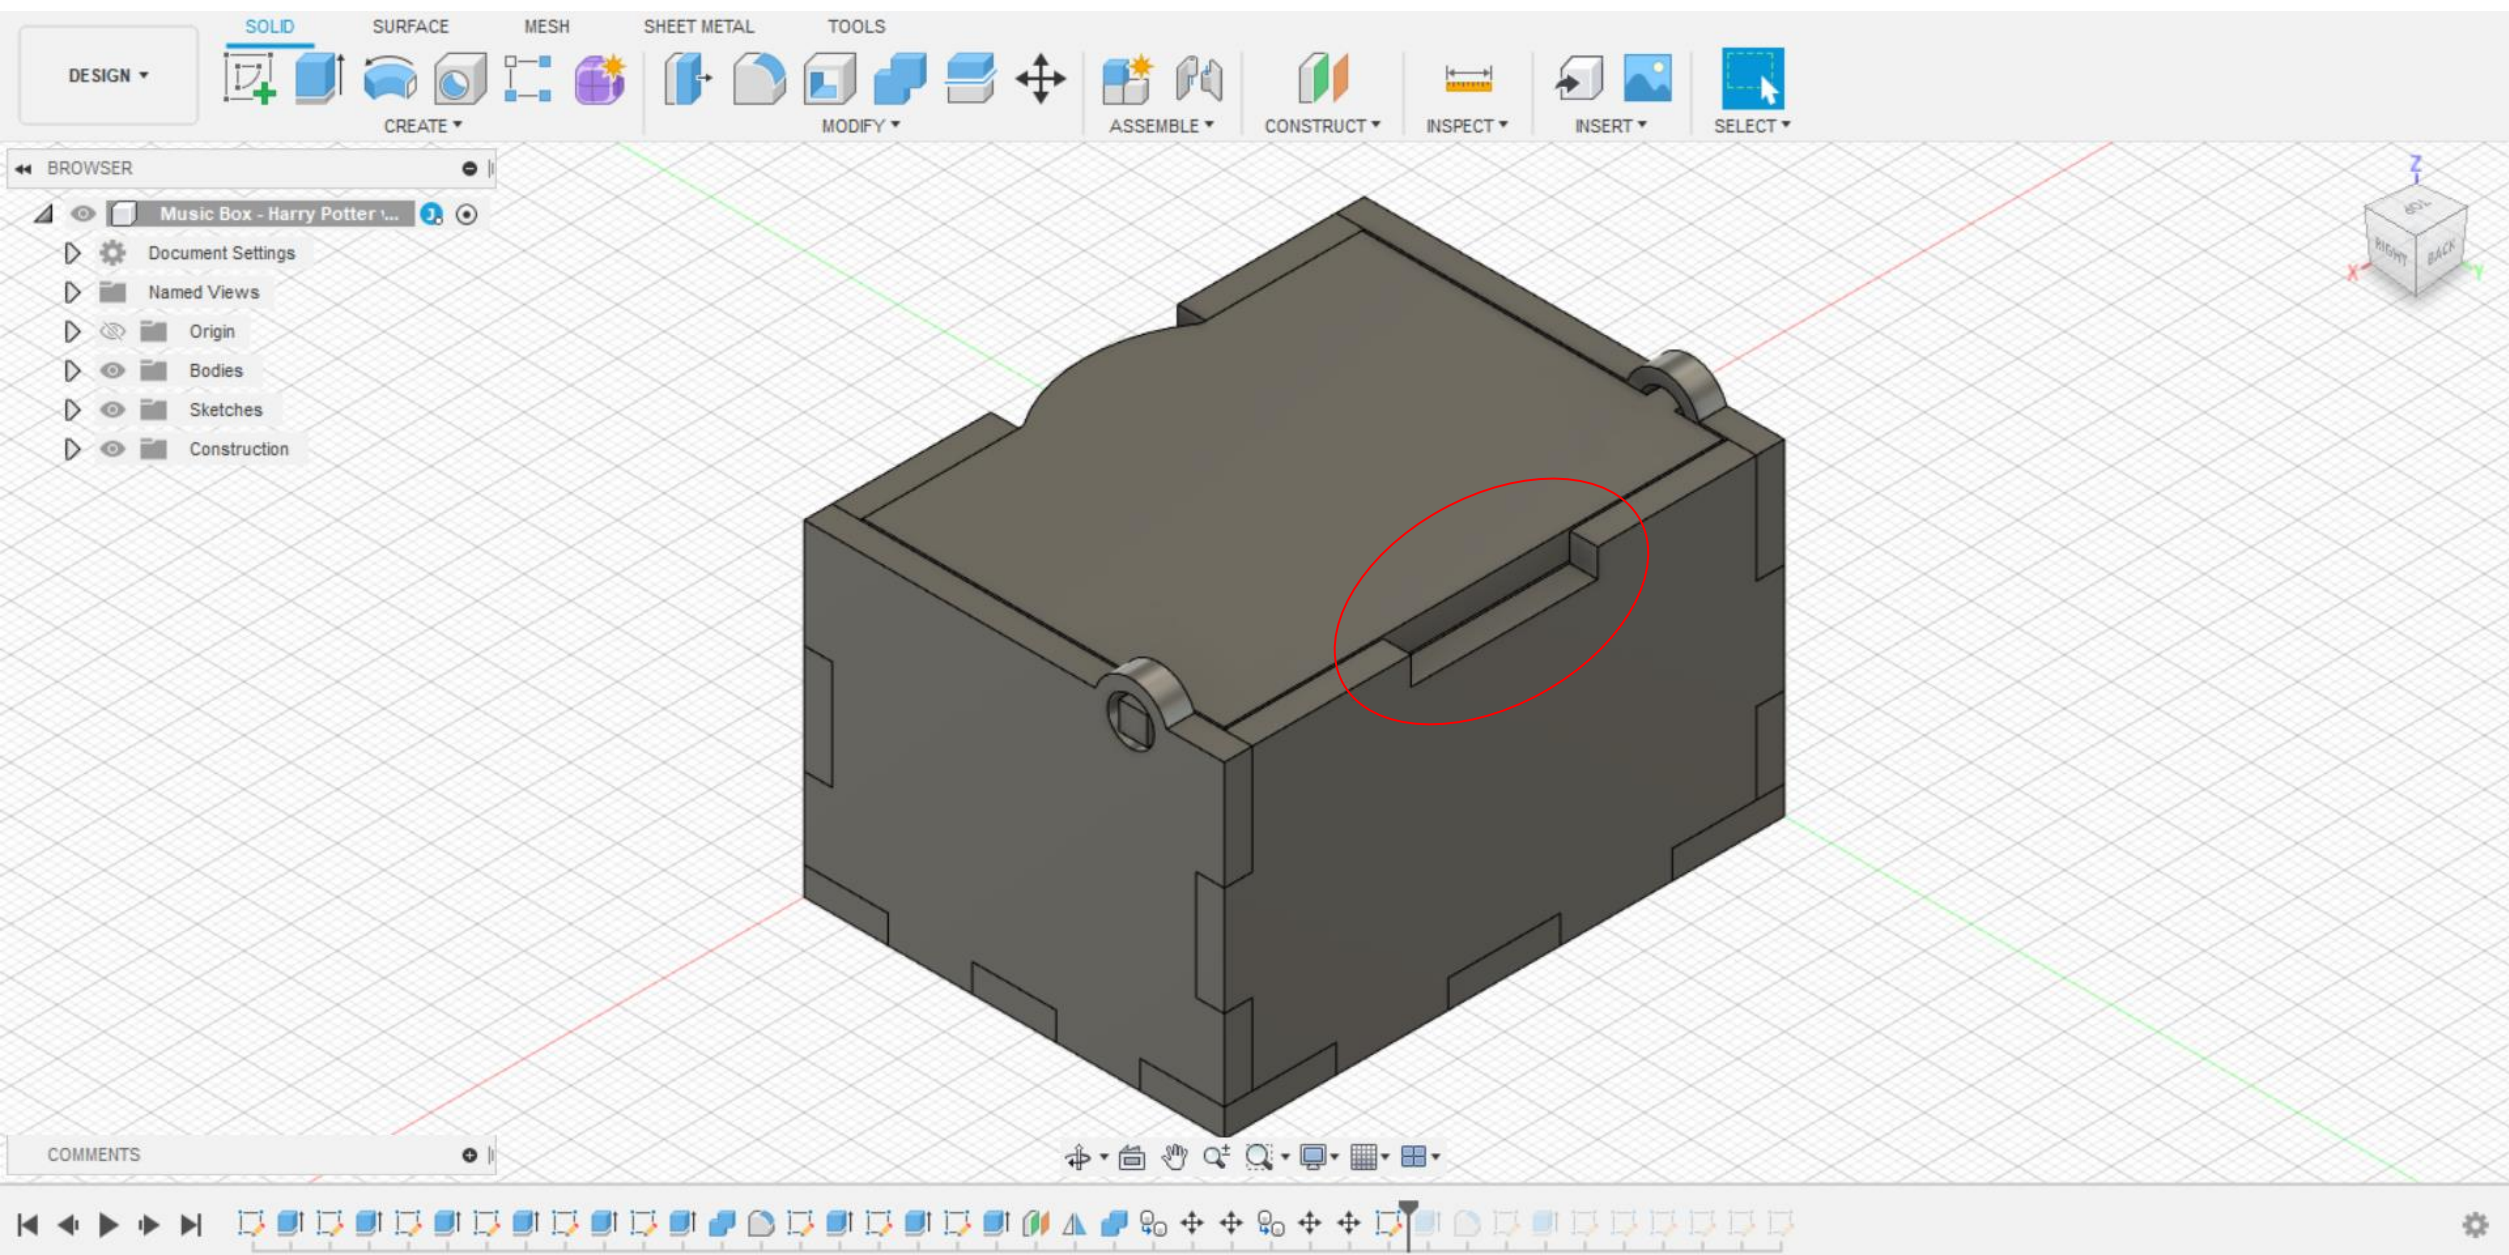 SOLID SURFACE MESH SHEET METAL TOOLS
DESIGN
CREATE MODIFY ASSEMBLE CONSTRUCT INSPECT INSERT SELECT
BROWSER
Music Box - Harry Potter
Document Settings
Named Views
Origin
Bodies
Sketches
Construction
Z
TOP
RIGHT BACK
X Y
COMMENTS